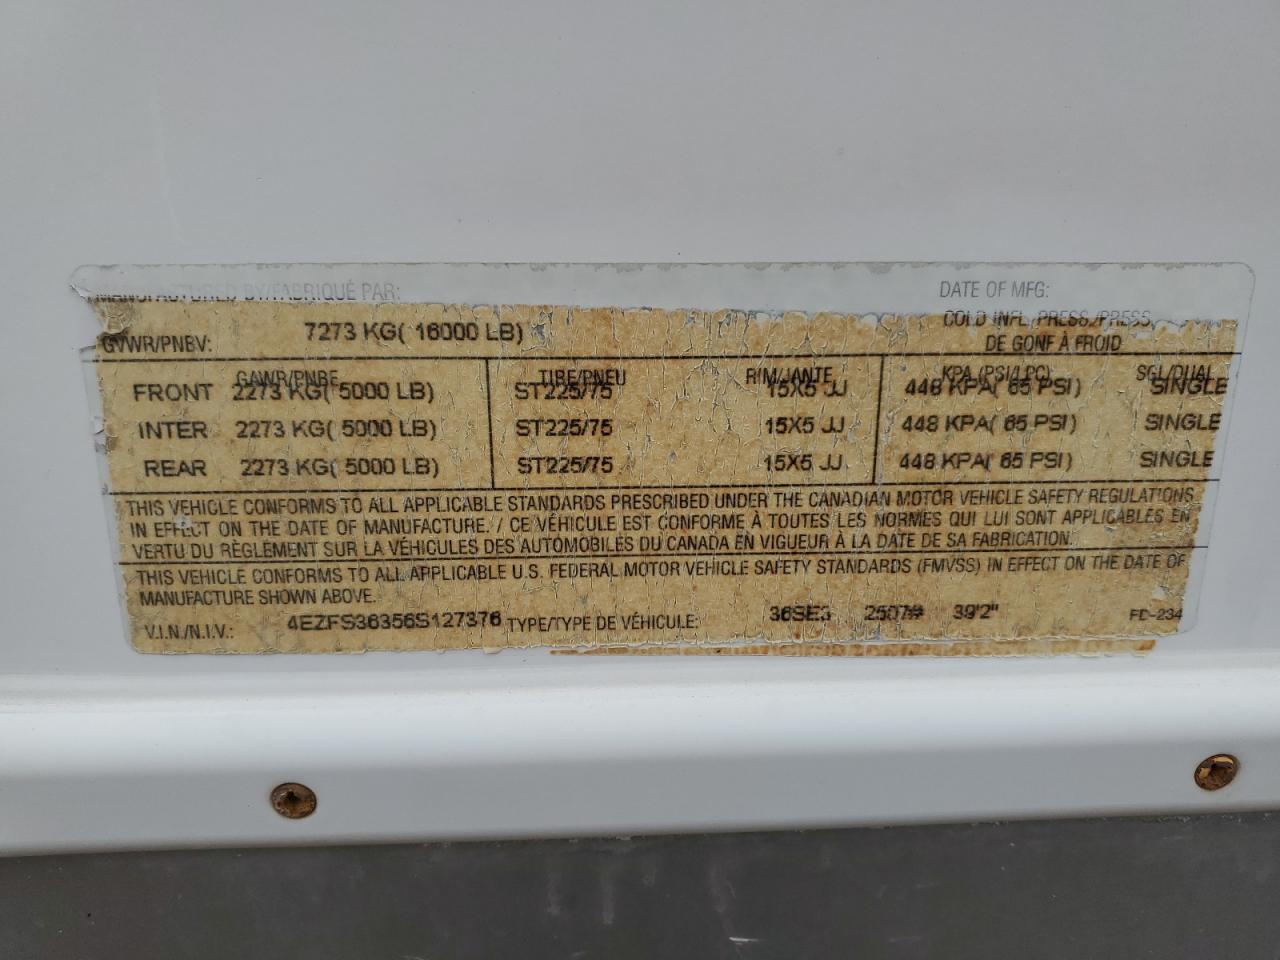 MANUFACTURED BY/FABRIQUÉ PAR: DATE OF MFG:
GVWR/PNBV: 7273 KG( 16000 LB) COLD INFL. PRESS./PRESS. DE GONF À FROID
GAWR/PNBE TIRE/PNEU RIM/JANTE KPA (PSI/LPC) SGL/DUAL
FRONT 2273 KG( 5000 LB) ST225/75 15X5 JJ 448 KPA( 65 PSI) SINGLE
INTER 2273 KG( 5000 LB) ST225/75 15X5 JJ 448 KPA( 65 PSI) SINGLE
REAR 2273 KG( 5000 LB) ST225/75 15X5 JJ 448 KPA( 65 PSI) SINGLE
THIS VEHICLE CONFORMS TO ALL APPLICABLE STANDARDS PRESCRIBED UNDER THE CANADIAN MOTOR VEHICLE SAFETY REGULATIONS
IN EFFECT ON THE DATE OF MANUFACTURE. / CE VÉHICULE EST CONFORME À TOUTES LES NORMES QUI LUI SONT APPLICABLES EN
VERTU DU RÈGLEMENT SUR LA VÉHICULES DES AUTOMOBILES DU CANADA EN VIGUEUR À LA DATE DE SA FABRICATION.
THIS VEHICLE CONFORMS TO ALL APPLICABLE U.S. FEDERAL MOTOR VEHICLE SAFETY STANDARDS (FMVSS) IN EFFECT ON THE DATE OF
MANUFACTURE SHOWN ABOVE.
V.I.N./N.I.V.: 4EZFS36356S127376 TYPE/TYPE DE VÉHICULE: 36SE3 2507# 39'2" FD-234